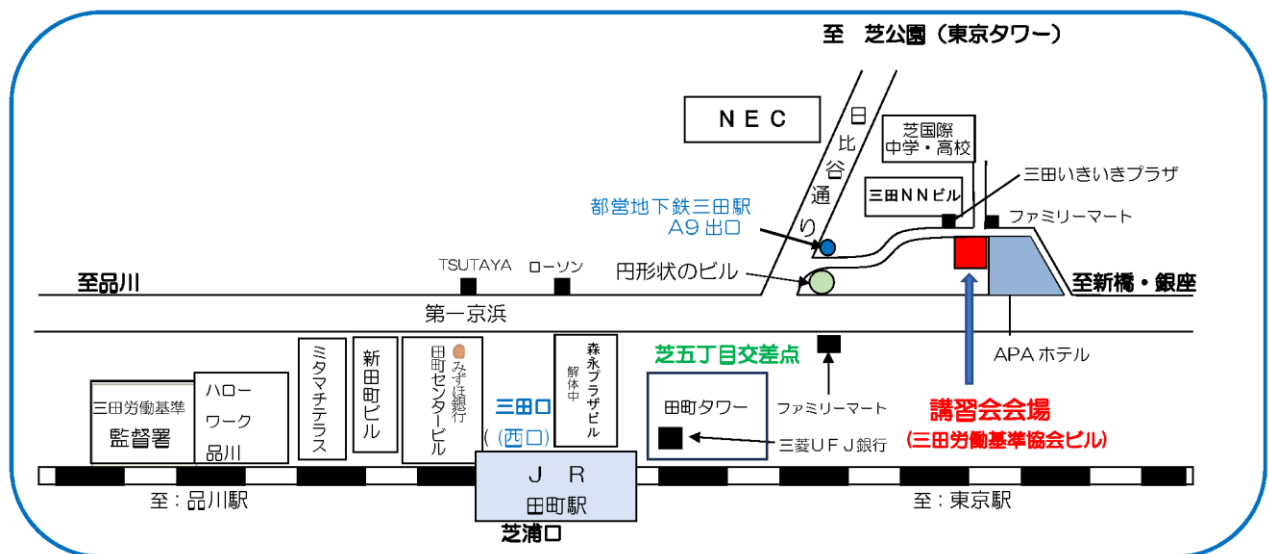 至　芝公園（東京タワー）
ＮＥＣ
日比谷通り
芝国際
中学・高校
三田いきいきプラザ
三田ＮＮビル
ファミリーマート
都営地下鉄三田駅
A9 出口
円形状のビル
TSUTAYA
ローソン
至品川
至新橋・銀座
第一京浜
芝五丁目交差点
APA ホテル
三田労働基準
監督署
ハロー
ワーク
品川
ミタマチテラス
新田町ビル
みずほ銀行
田町センタービル
三田口
( (西口)
森永プラザビル
解体中
田町タワー
三菱ＵＦＪ銀行
ファミリーマート
講習会会場
(三田労働基準協会ビル)
Ｊ　Ｒ
田町駅
芝浦口
至：品川駅
至：東京駅